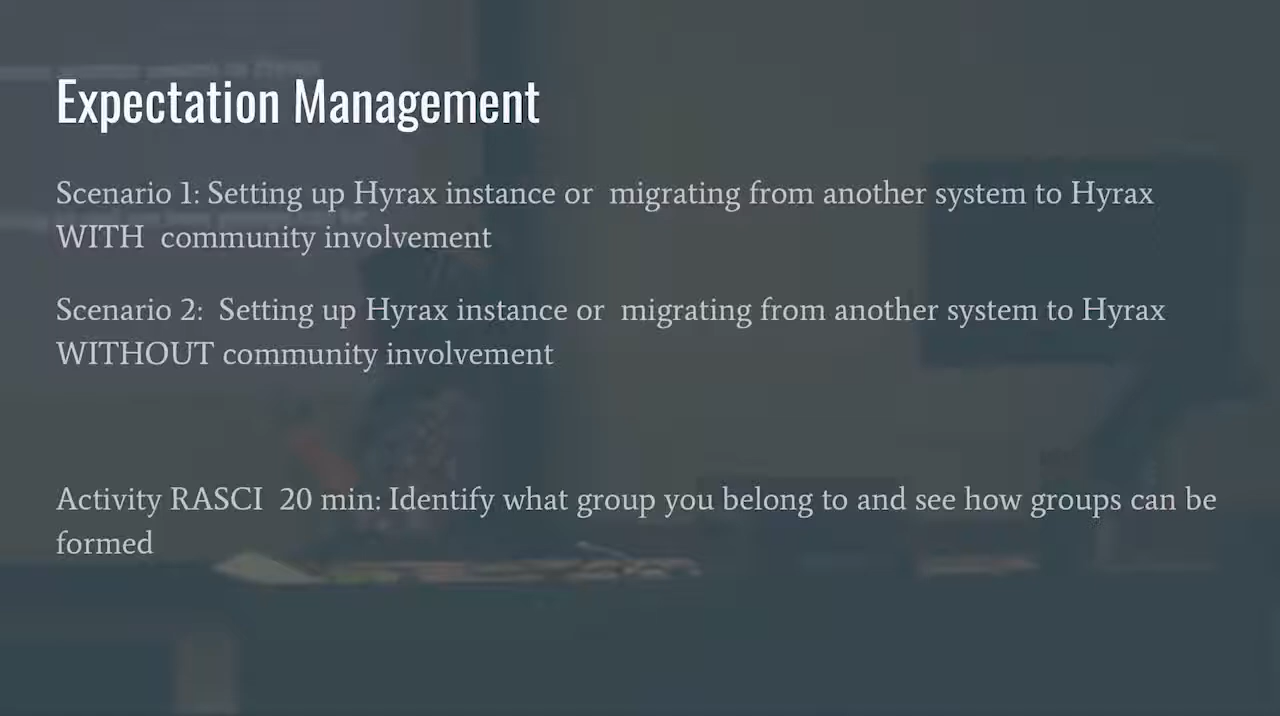 Expectation Management
Scenario 1: Setting up Hyrax instance or  migrating from another system to Hyrax
WITH  community involvement
Scenario 2:  Setting up Hyrax instance or  migrating from another system to Hyrax
WITHOUT community involvement
Activity RASCI  20 min: Identify what group you belong to and see how groups can be
formed